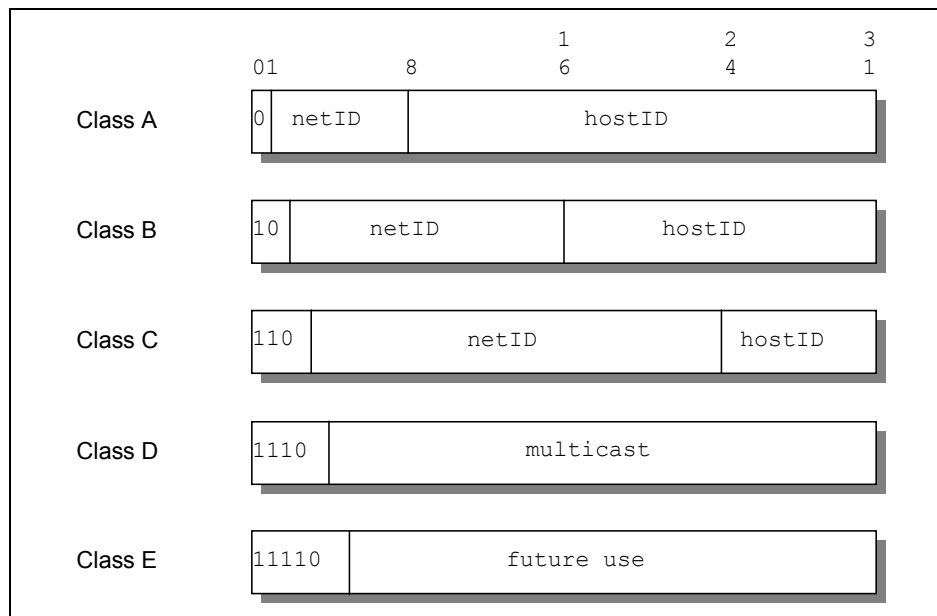 1 2 3
01 8 6 4 1
Class A 0 netID hostID
Class B 10 netID hostID
Class C 110 netID hostID
Class D 1110 multicast
Class E 11110 future use